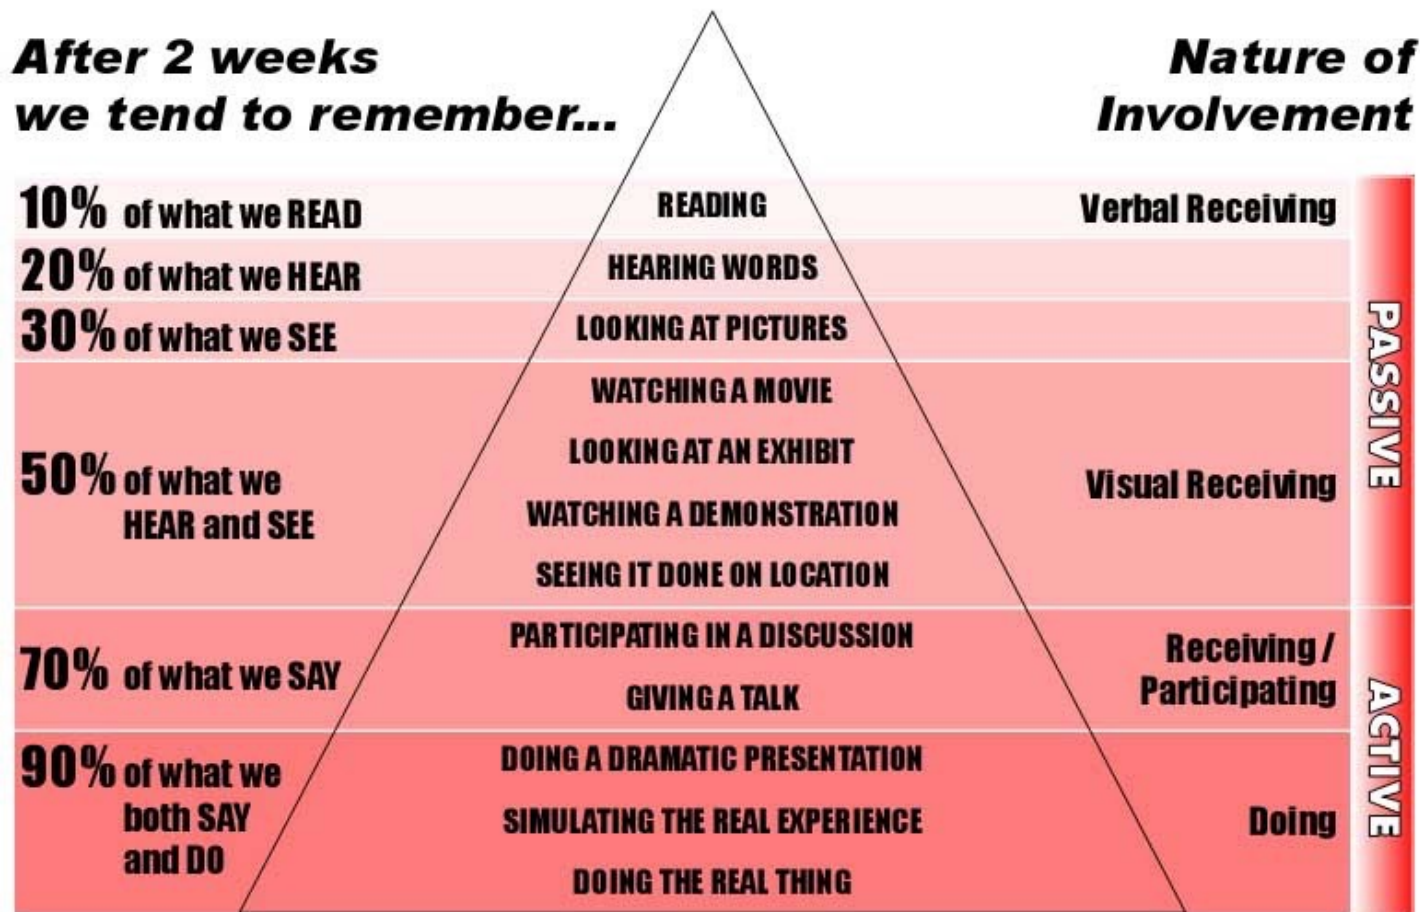 After 2 weeks
we tend to remember...
Nature of
Involvement
10% of what we READ
READING
Verbal Receiving
20% of what we HEAR
HEARING WORDS
30% of what we SEE
LOOKING AT PICTURES
50% of what we
HEAR and SEE
WATCHING A MOVIE
LOOKING AT AN EXHIBIT
WATCHING A DEMONSTRATION
SEEING IT DONE ON LOCATION
Visual Receiving
PASSIVE
70% of what we SAY
PARTICIPATING IN A DISCUSSION
GIVING A TALK
Receiving /
Participating
90% of what we
both SAY
and DO
DOING A DRAMATIC PRESENTATION
SIMULATING THE REAL EXPERIENCE
DOING THE REAL THING
Doing
ACTIVE